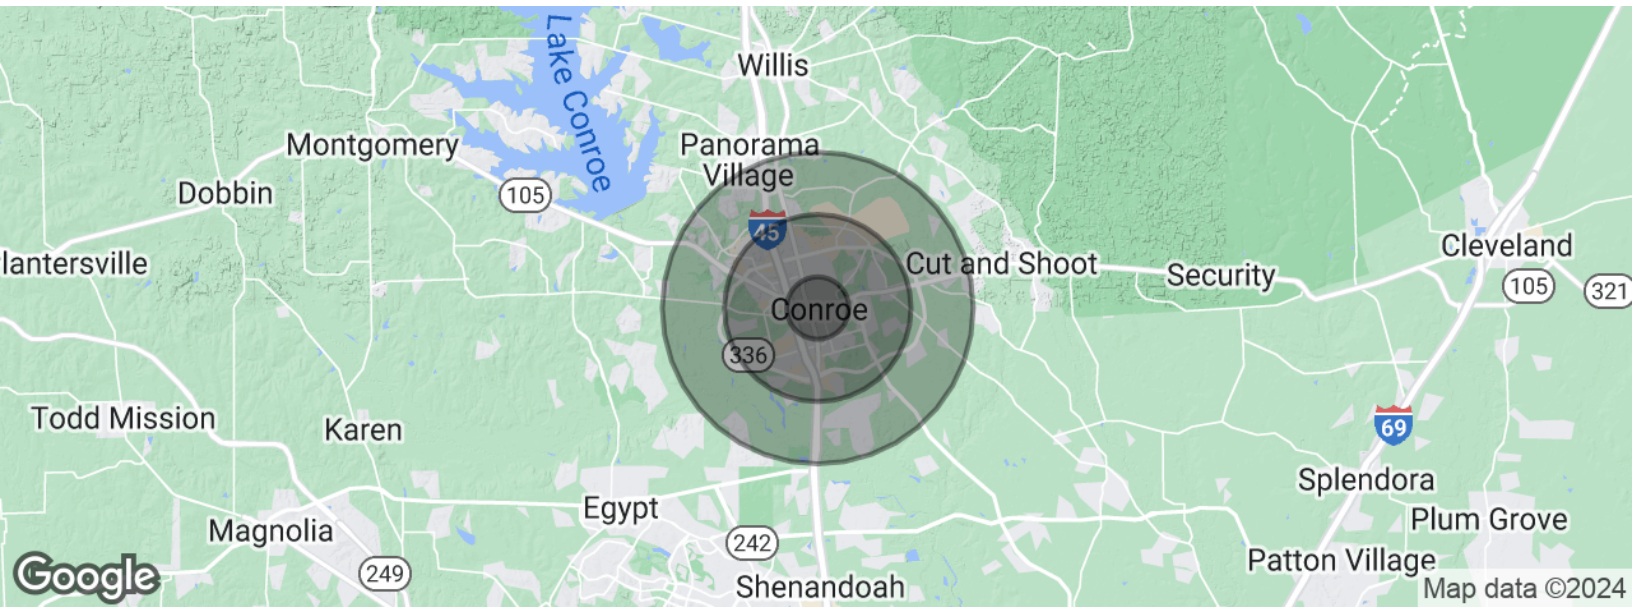 Lake Conroe
Willis
Montgomery
Panorama
Village
Dobbin
105
45
lantersville
Cut and Shoot
Security
Cleveland
105
321
Conroe
336
Todd Mission
Karen
69
Splendora
Egypt
Plum Grove
Magnolia
242
Patton Village
249
Shenandoah
Google
Map data ©2024